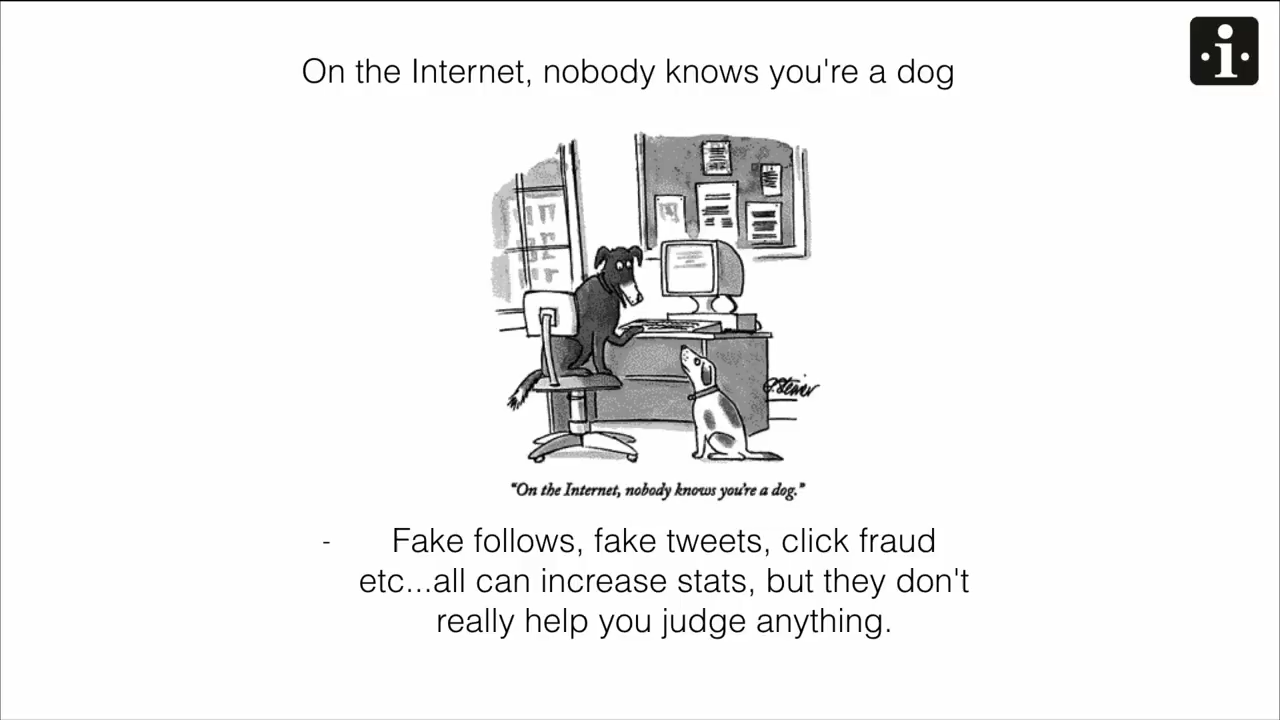 On the Internet, nobody knows you're a dog
i
P. Steiner
"On the Internet, nobody knows you're a dog."
- Fake follows, fake tweets, click fraud
etc...all can increase stats, but they don't
really help you judge anything.